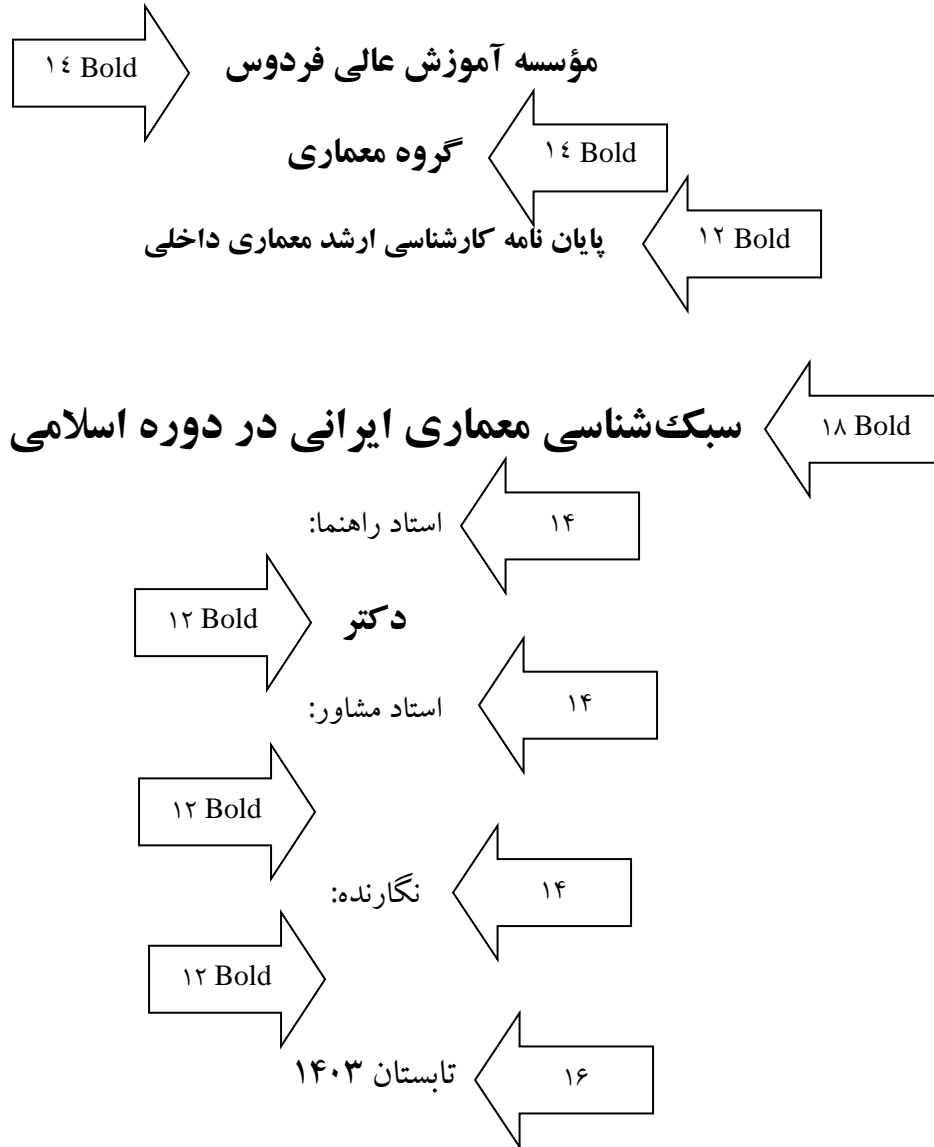 مؤسسه آموزش عالی فردوس ۱٤ Bold
۱٤ Bold گروه معماری
۱۲ Bold پایان نامه کارشناسی ارشد معماری داخلی
۱۸ Bold سبک‌شناسی معماری ایرانی در دوره اسلامی
۱۴ استاد راهنما:
دکتر ۱۲ Bold
۱۴ استاد مشاور:
۱۲ Bold
۱۴ نگارنده:
۱۲ Bold
۱۶ تابستان ۱۴۰۳